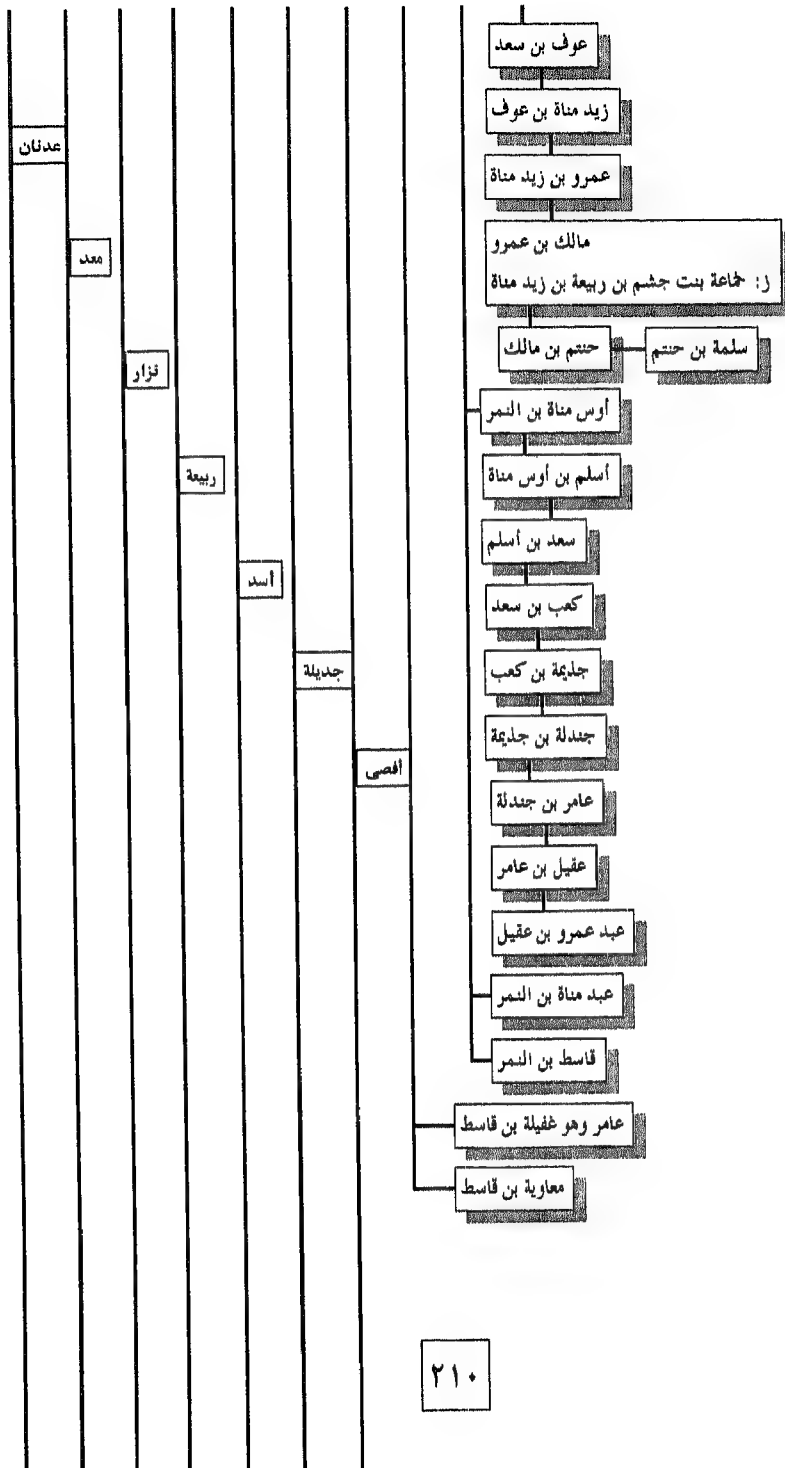 عوف بن سعد
زيد مناة بن عوف
عدنان
عمرو بن زيد مناة
مالك بن عمرو
ز: خماعة بنت جشم بن ربيعة بن زيد مناة
معد
حنتم بن مالك
سلمة بن حنتم
نزار
أوس مناة بن النمر
أسلم بن أوس مناة
ربيعة
سعد بن أسلم
أسد
كعب بن سعد
جذيمة بن كعب
جديلة
جندلة بن جذيمة
أفصى
عامر بن جندلة
عقيل بن عامر
عبد عمرو بن عقيل
عبد مناة بن النمر
قاسط بن النمر
عامر وهو غفيلة بن قاسط
معاوية بن قاسط
٢١٠